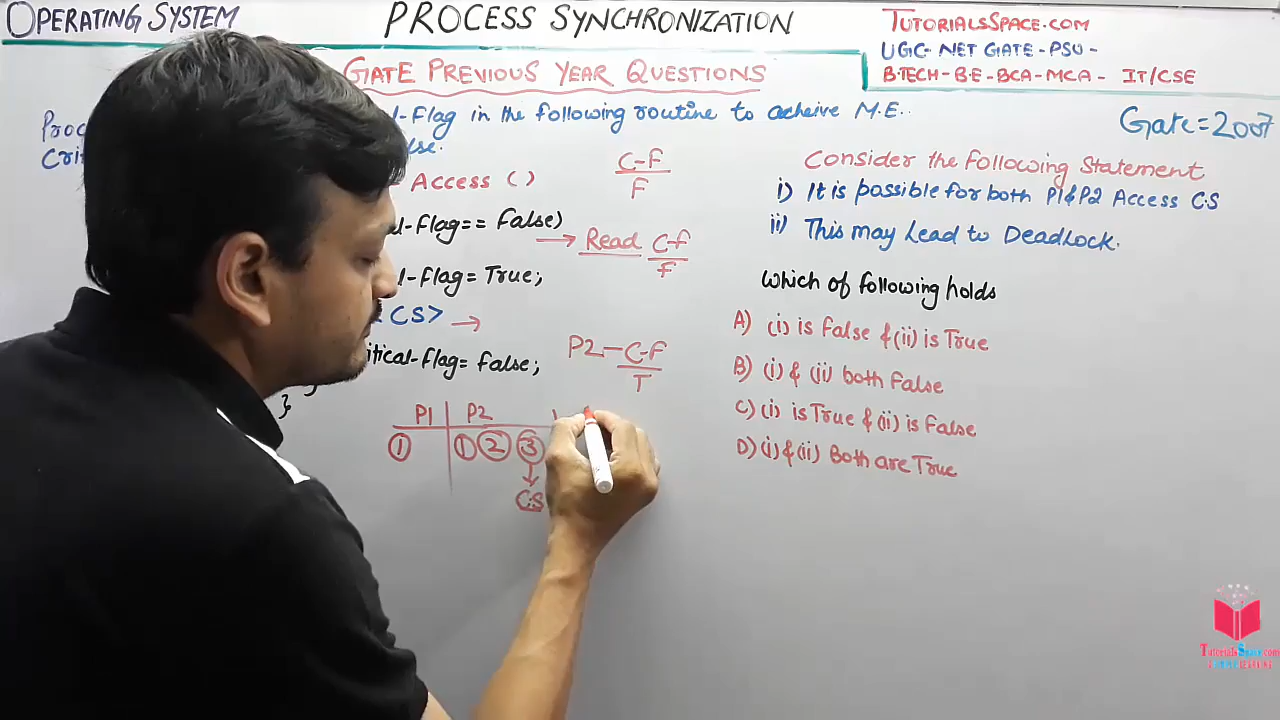 OPERATING SYSTEM
PROCESS SYNCHRONIZATION
TUTORIALSSPACE.COM
UGC- NET GATE-PSU-
B.TECH-B.E-BCA-MCA- IT/CSE
GATE PREVIOUS YEAR QUESTIONS
Gate=2007
Proc
l-Flag in the following routine to acheive M.E..
Cri
lse.
Access ( )
al-flag== false)
→ Read C-f
f
C-F
F
l-flag=True;
CS> →
itical-flag=false;
}
P2-C-F
T
P1 P2
① ① ② ③
↓
CS
Consider the following Statement
i) It is possible for both P1&P2 Access C.S
ii) This may Lead to DeadLock.
which of following holds
A) (i) is false &(ii) is True
B) (i) & (ii) both false
C) (i) is True &(ii) is false
D) (i)&(ii) Both are True
TutorialsSpace.com